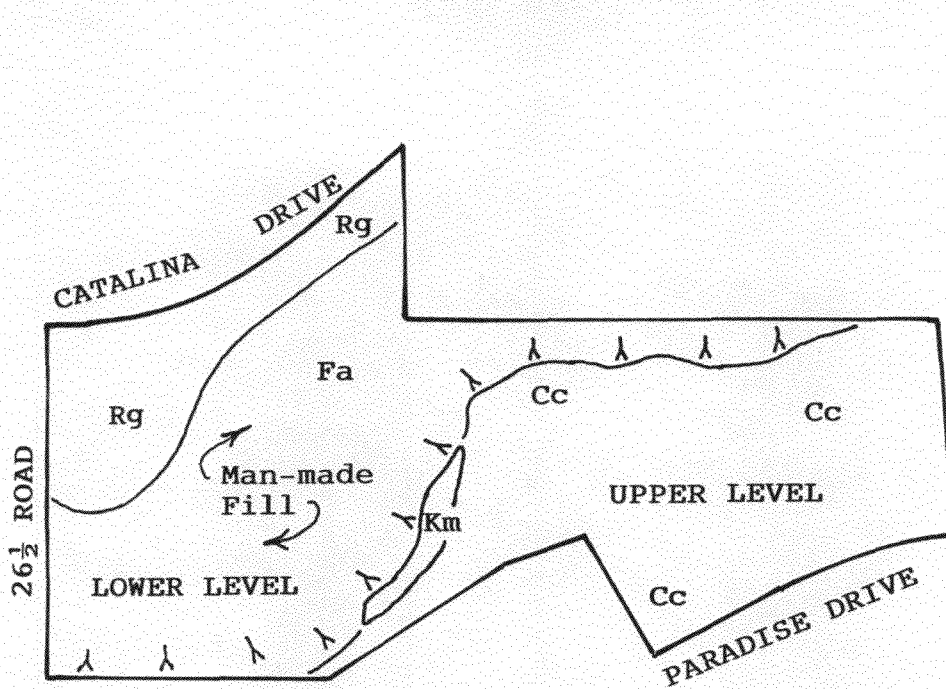 CATALINA DRIVE
Rg
Fa
Cc
Cc
Rg
Man-made
Fill
UPPER LEVEL
Km
26½ ROAD
LOWER LEVEL
Cc
PARADISE DRIVE